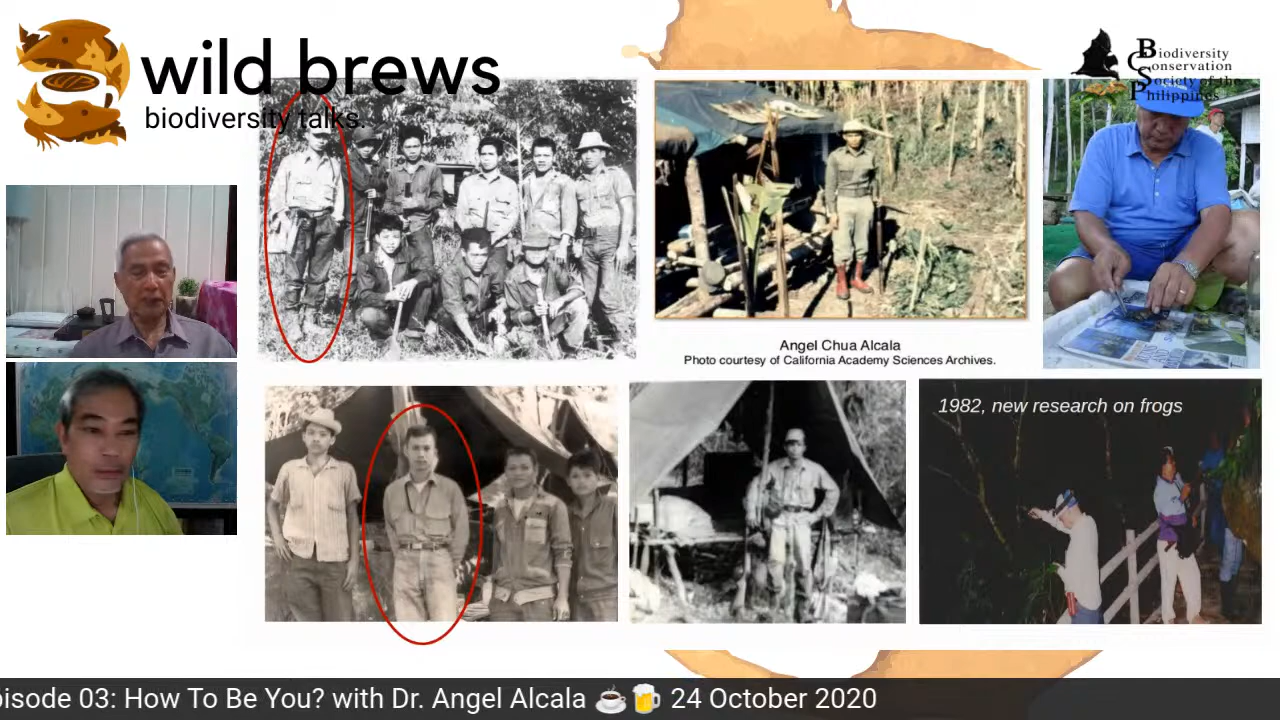 wild brews
biodiversity talks.
Biodiversity
Conservation
Society of the
Philippines
Angel Chua Alcala
Photo courtesy of California Academy Sciences Archives.
1982, new research on frogs
pisode 03: How To Be You? with Dr. Angel Alcala ☕🍺 24 October 2020